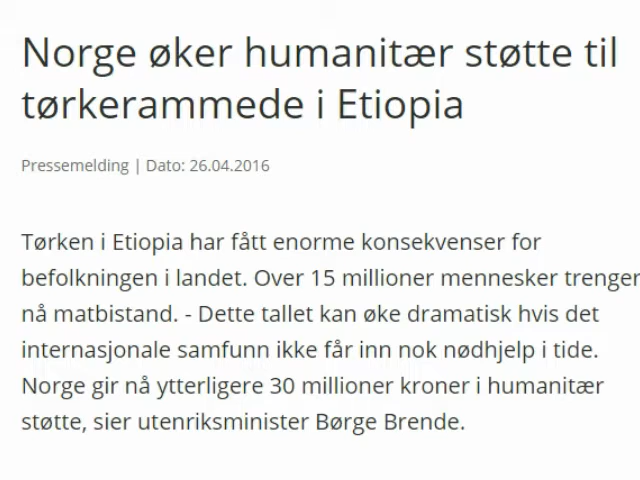 Norge øker humanitær støtte til
tørkerammede i Etiopia
Pressemelding | Dato: 26.04.2016
Tørken i Etiopia har fått enorme konsekvenser for
befolkningen i landet. Over 15 millioner mennesker trenger
nå matbistand. - Dette tallet kan øke dramatisk hvis det
internasjonale samfunn ikke får inn nok nødhjelp i tide.
Norge gir nå ytterligere 30 millioner kroner i humanitær
støtte, sier utenriksminister Børge Brende.